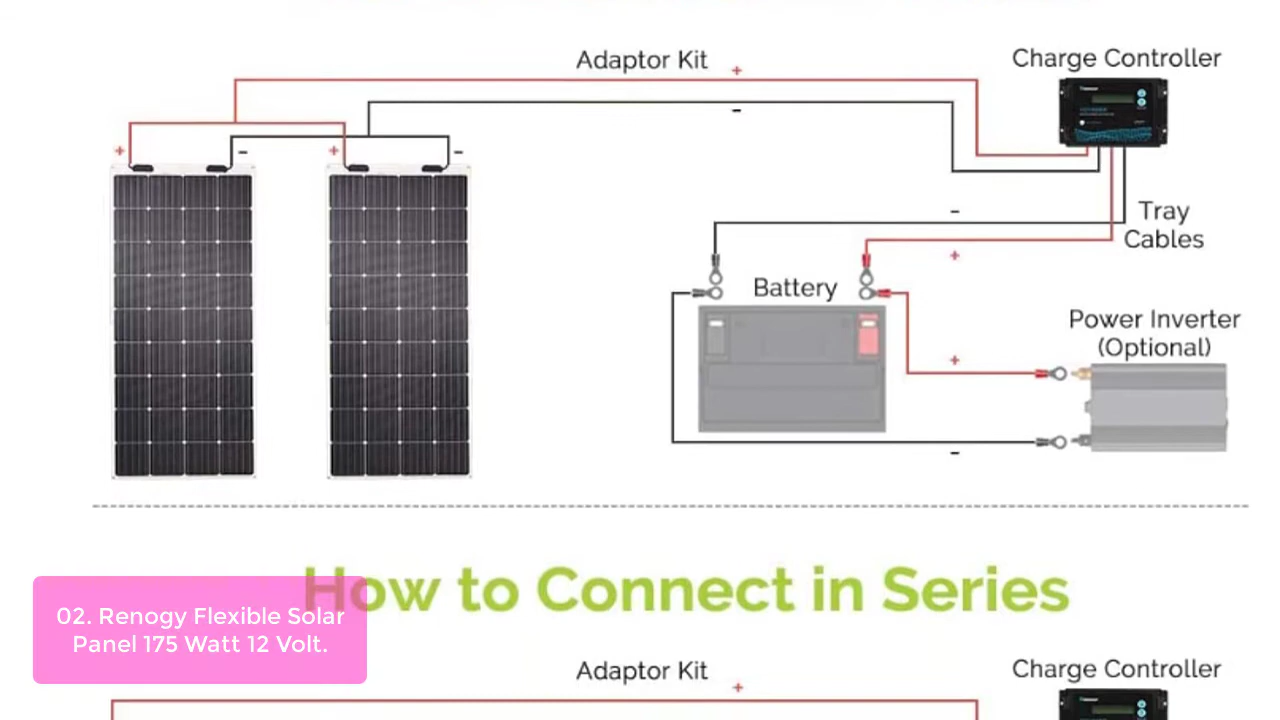 Adaptor Kit
Charge Controller
+
-
+
-
+
-
-
Tray
Cables
+
Battery
Power Inverter
(Optional)
+
-
How to Connect in Series
02. Renogy Flexible Solar
Panel 175 Watt 12 Volt.
Adaptor Kit
Charge Controller
+